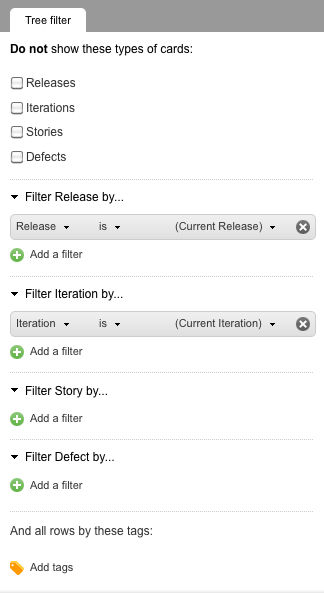 Tree filter
Do not show these types of cards:
Releases
Iterations
Stories
Defects
Filter Release by...
Release is (Current Release)
Add a filter
Filter Iteration by...
Iteration is (Current Iteration)
Add a filter
Filter Story by...
Add a filter
Filter Defect by...
Add a filter
And all rows by these tags:
Add tags